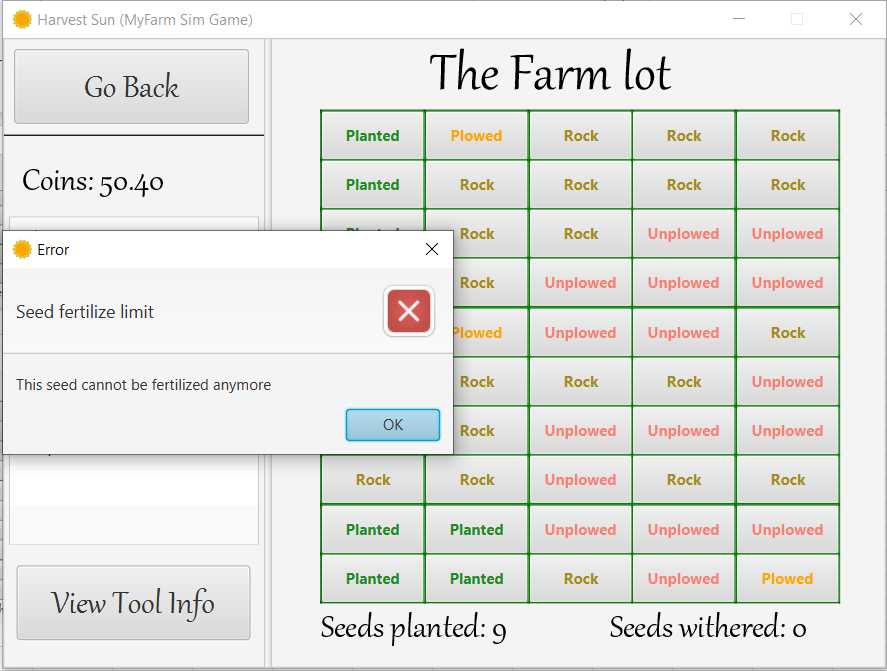 Harvest Sun (MyFarm Sim Game)
Go Back
Coins: 50.40
Error
Seed fertilize limit
This seed cannot be fertilized anymore
OK
View Tool Info
The Farm lot
Planted Plowed Rock Rock Rock
Planted Rock Rock Rock Rock
Rock Rock Unplowed Unplowed
Rock Unplowed Unplowed Unplowed
Plowed Unplowed Unplowed Rock
Rock Rock Rock Unplowed
Rock Unplowed Unplowed Unplowed
Rock Rock Unplowed Rock Rock
Planted Planted Unplowed Unplowed Unplowed
Planted Planted Rock Unplowed Plowed
Seeds planted: 9
Seeds withered: 0